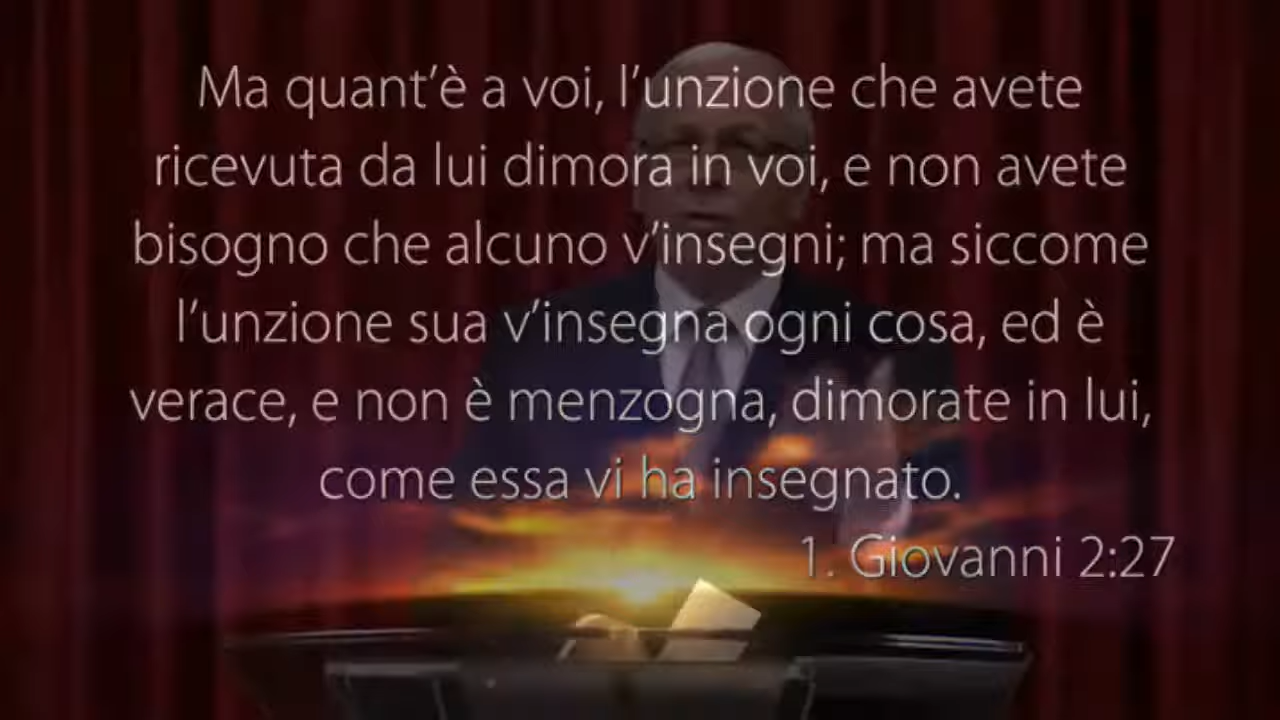 Ma quant’è a voi, l’unzione che avete
ricevuta da lui dimora in voi, e non avete
bisogno che alcuno v’insegni; ma siccome
l’unzione sua v’insegna ogni cosa, ed è
verace, e non è menzogna, dimorate in lui,
come essa vi ha insegnato.
1. Giovanni 2:27